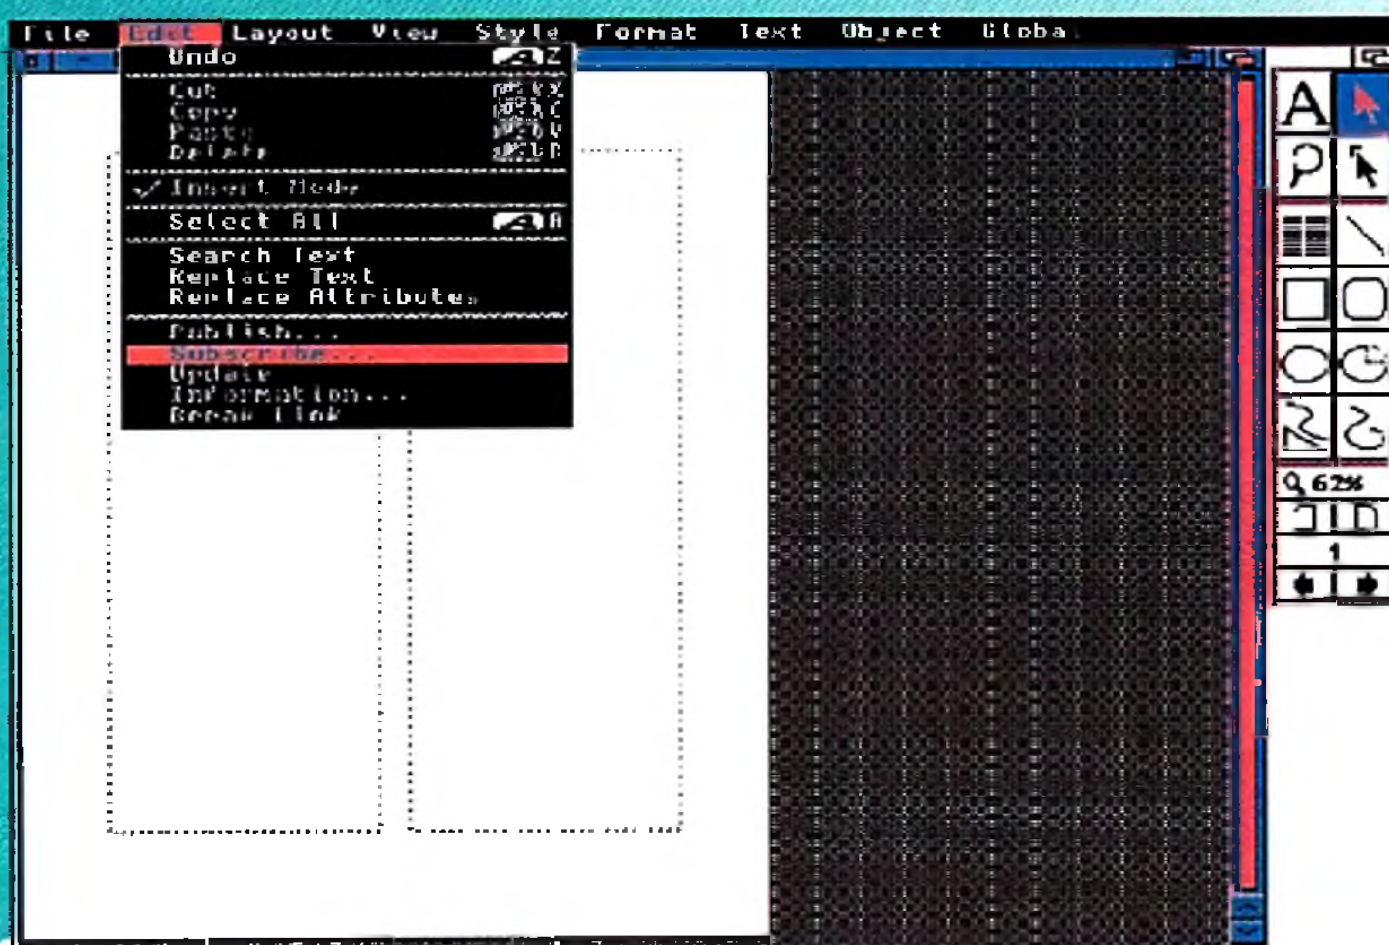 File Edit Layout View Style Format Text Object Global
Undo Z
Cut X
Copy C
Paste V
Delete D
Insert Mode
Select All A
Search Text
Replace Text
Replace Attributes
Publish...
Subscribe...
Update
Information...
Break Link
A
62%
1